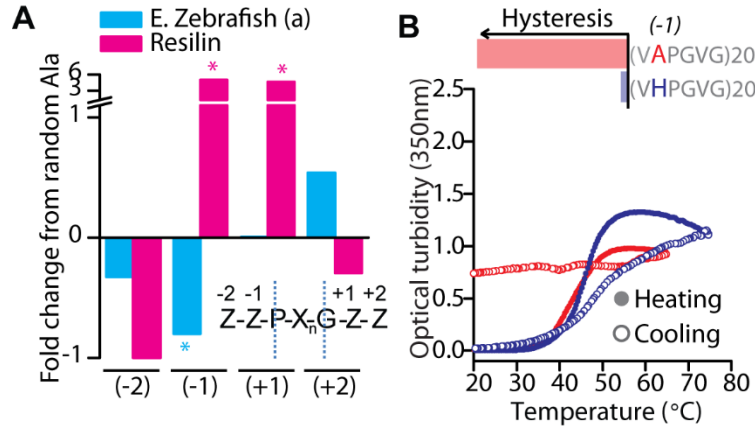 A
E. Zebrafish (a)
Resilin
Fold change from random Ala
6
3
1
0
-1
* * *
-2 -1 +1 +2
Z-Z-P-XnG-Z-Z
(-2) (-1) (+1) (+2)
B
Hysteresis (-1)
(VAPGVG)20
(VHPGVG)20
Optical turbidity (350nm)
2.5
2.0
1.5
1.0
0.5
0.0
Heating
Cooling
20 30 40 50 60 70 80
Temperature (°C)